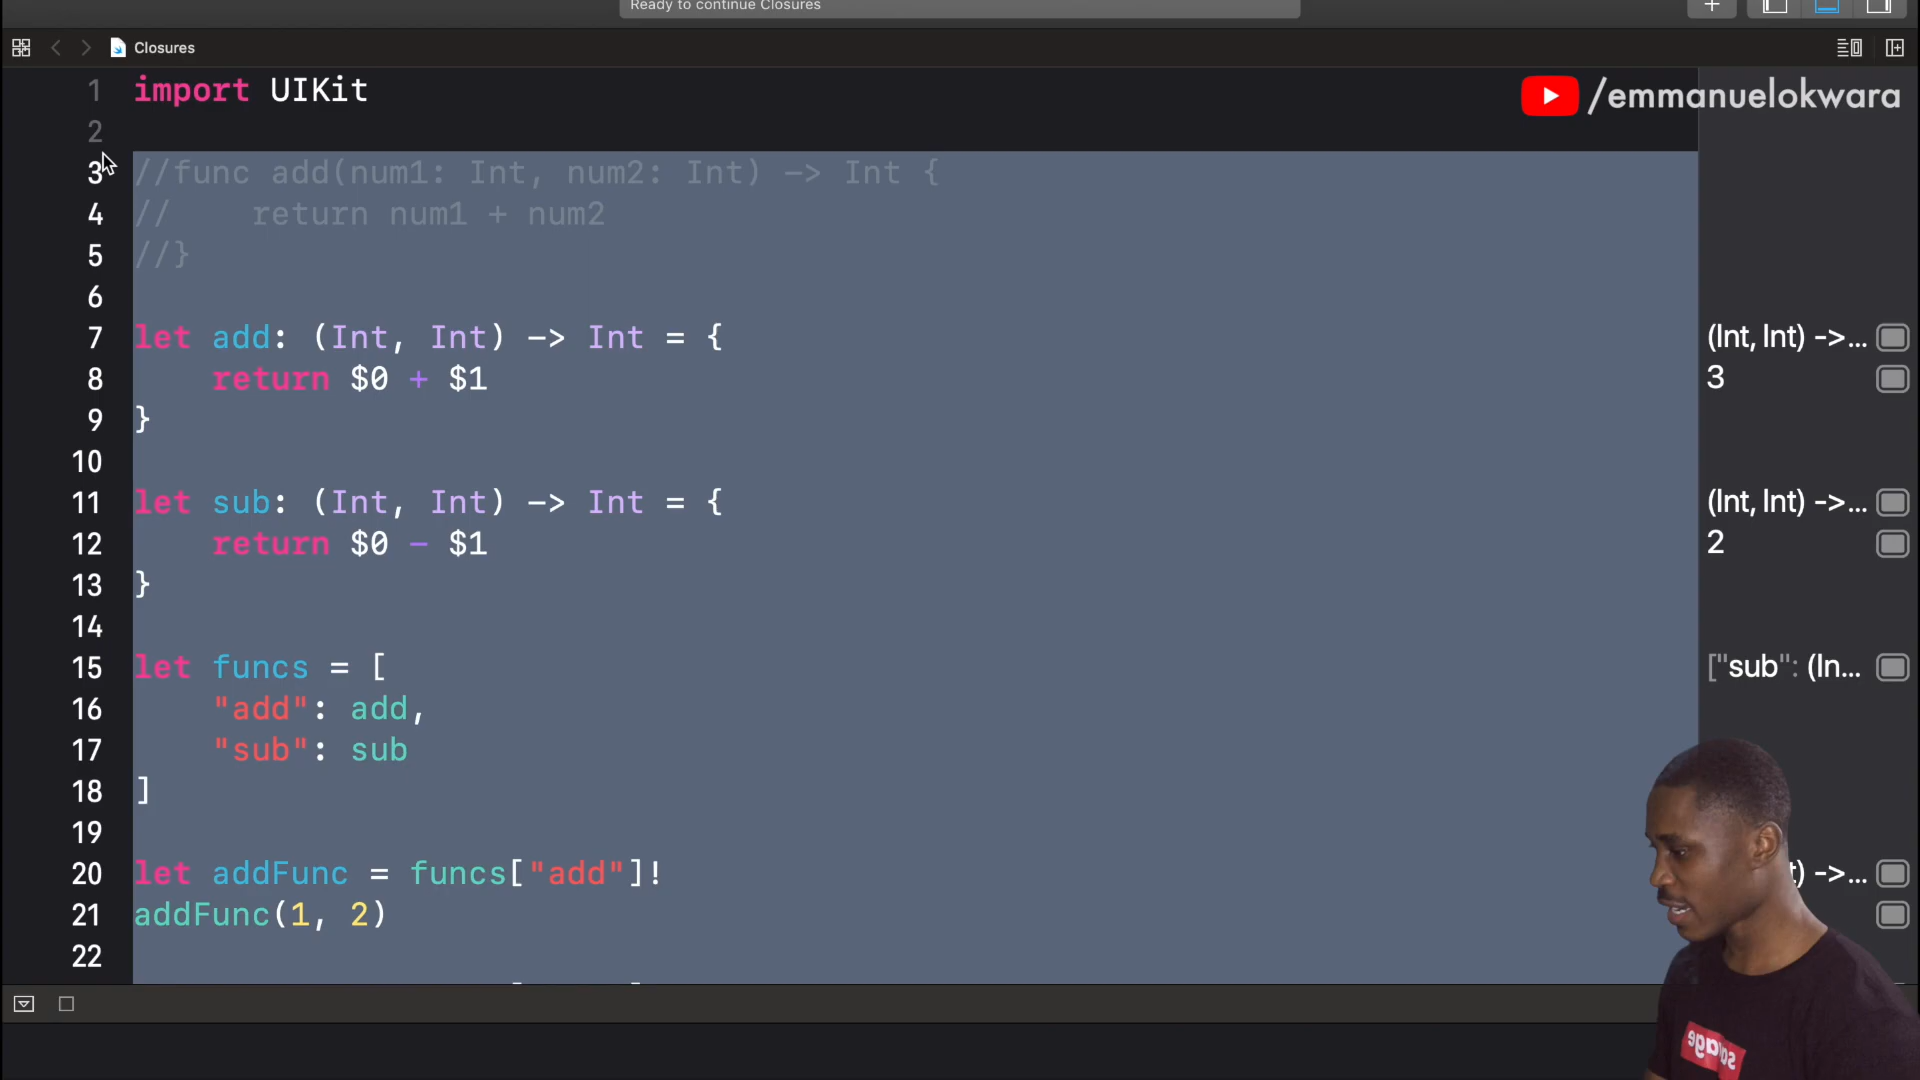 Ready to continue Closures
Closures
1 import UIKit
/emmanuelokwara
2
3 //func add(num1: Int, num2: Int) -> Int {
4 //    return num1 + num2
5 //}
6
7 let add: (Int, Int) -> Int = {
(Int, Int) ->...
8     return $0 + $1
3
9 }
10
11 let sub: (Int, Int) -> Int = {
(Int, Int) ->...
12     return $0 - $1
2
13 }
14
15 let funcs = [
["sub": (In...
16     "add": add,
17     "sub": sub
18 ]
19
20 let addFunc = funcs["add"]!
) ->...
21 addFunc(1, 2)
22